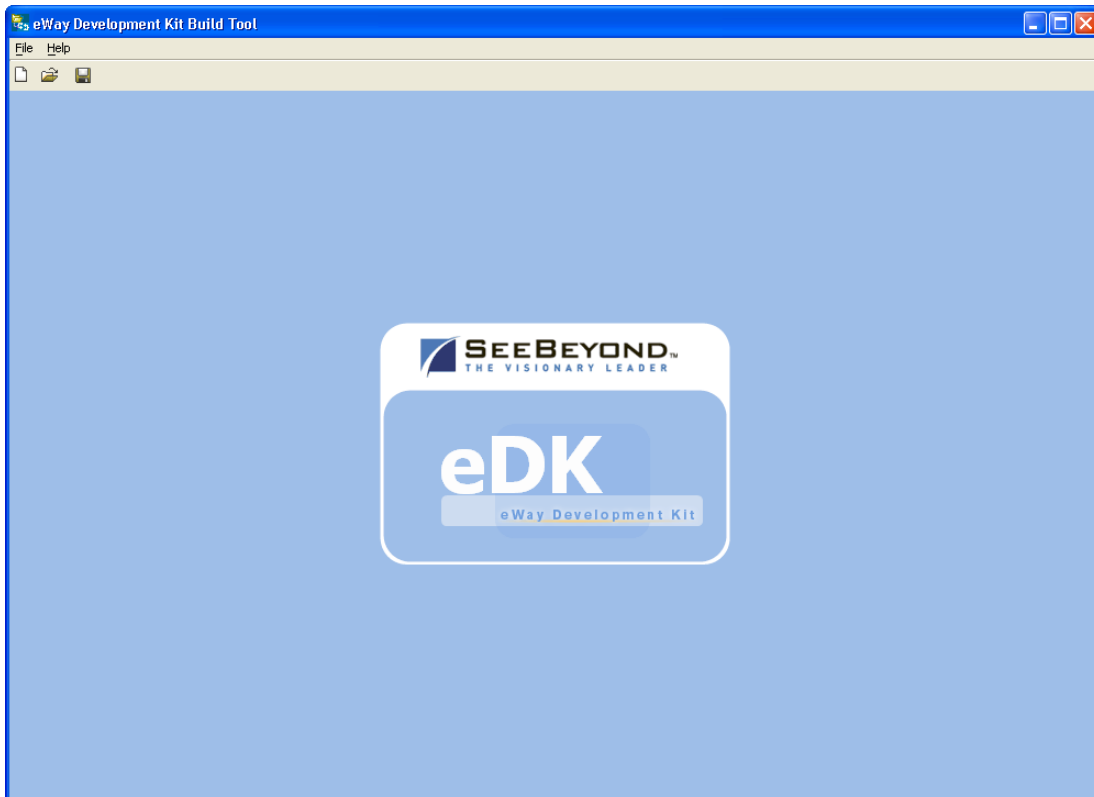 eWay Development Kit Build Tool
File Help
SEEBEYOND™
THE VISIONARY LEADER
eDK
eWay Development Kit